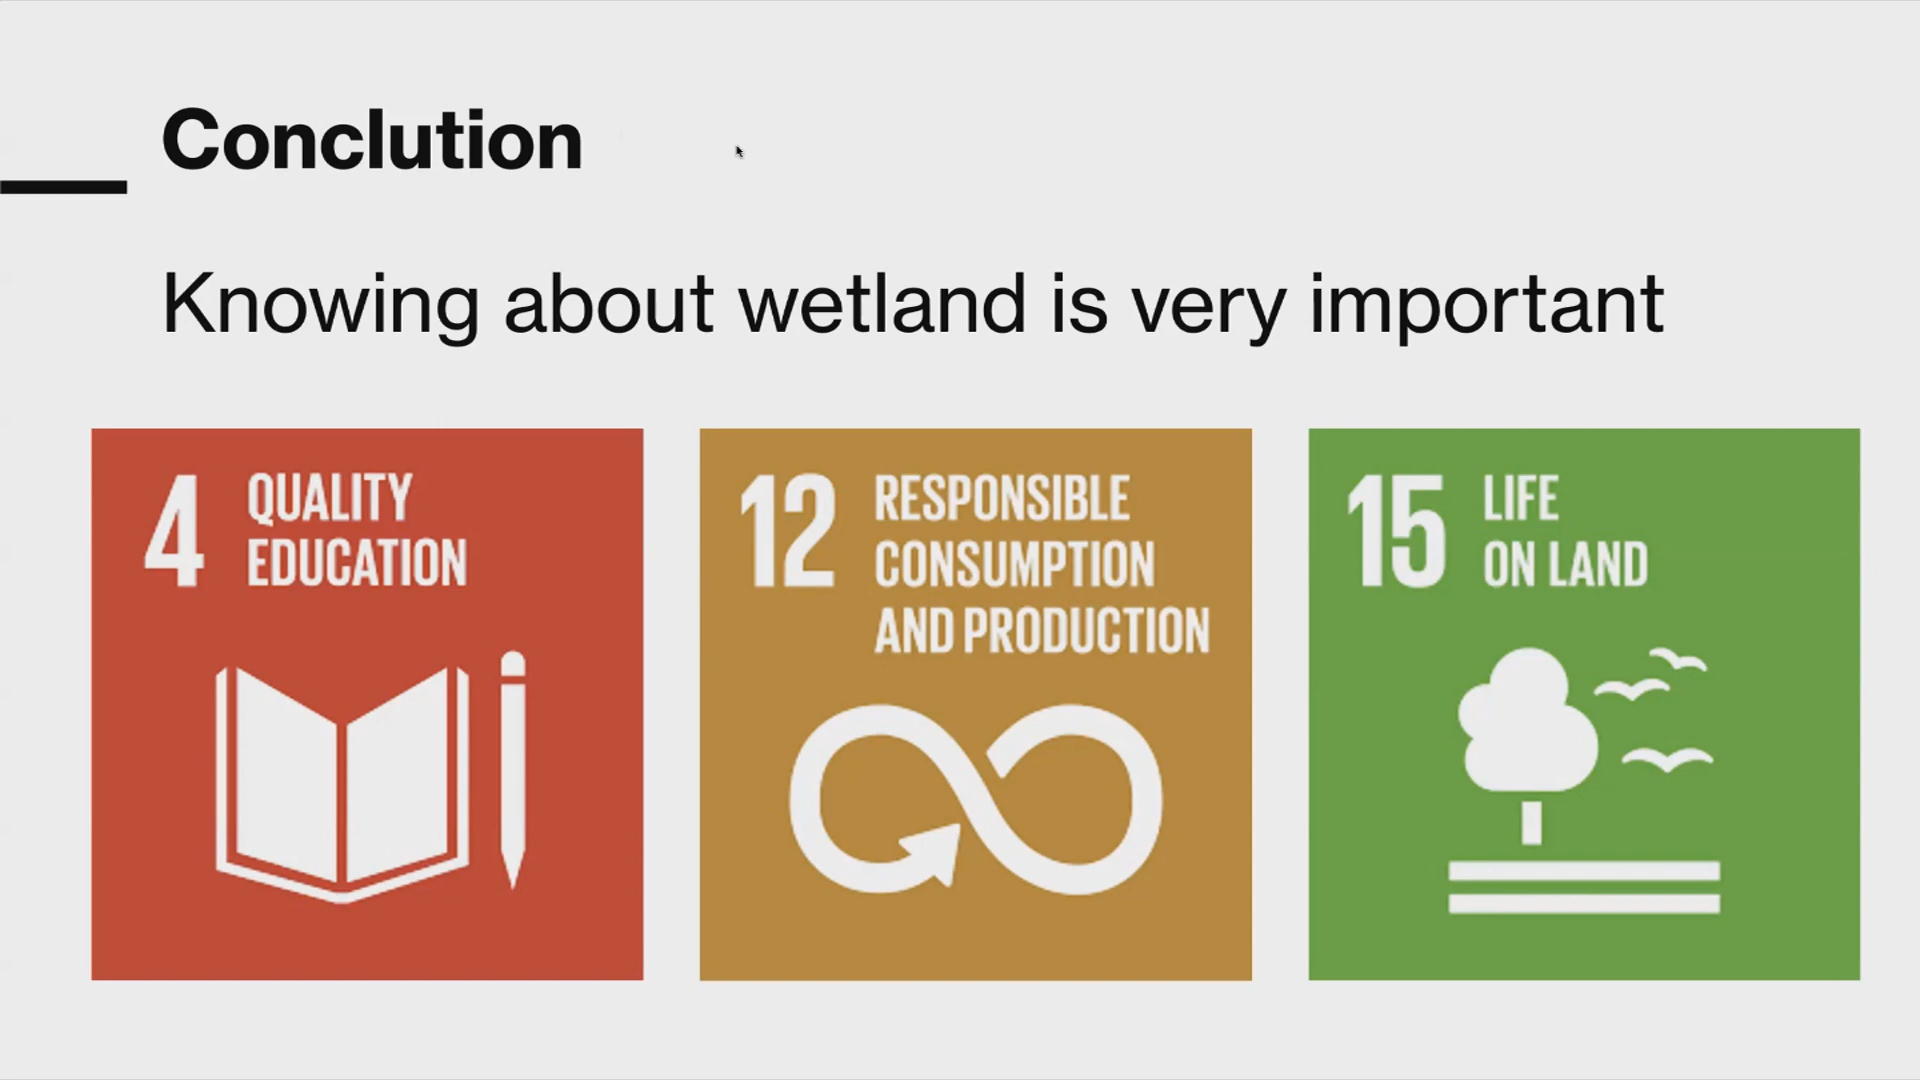 Conclution
Knowing about wetland is very important
4 QUALITY
EDUCATION
12 RESPONSIBLE
CONSUMPTION
AND PRODUCTION
15 LIFE
ON LAND